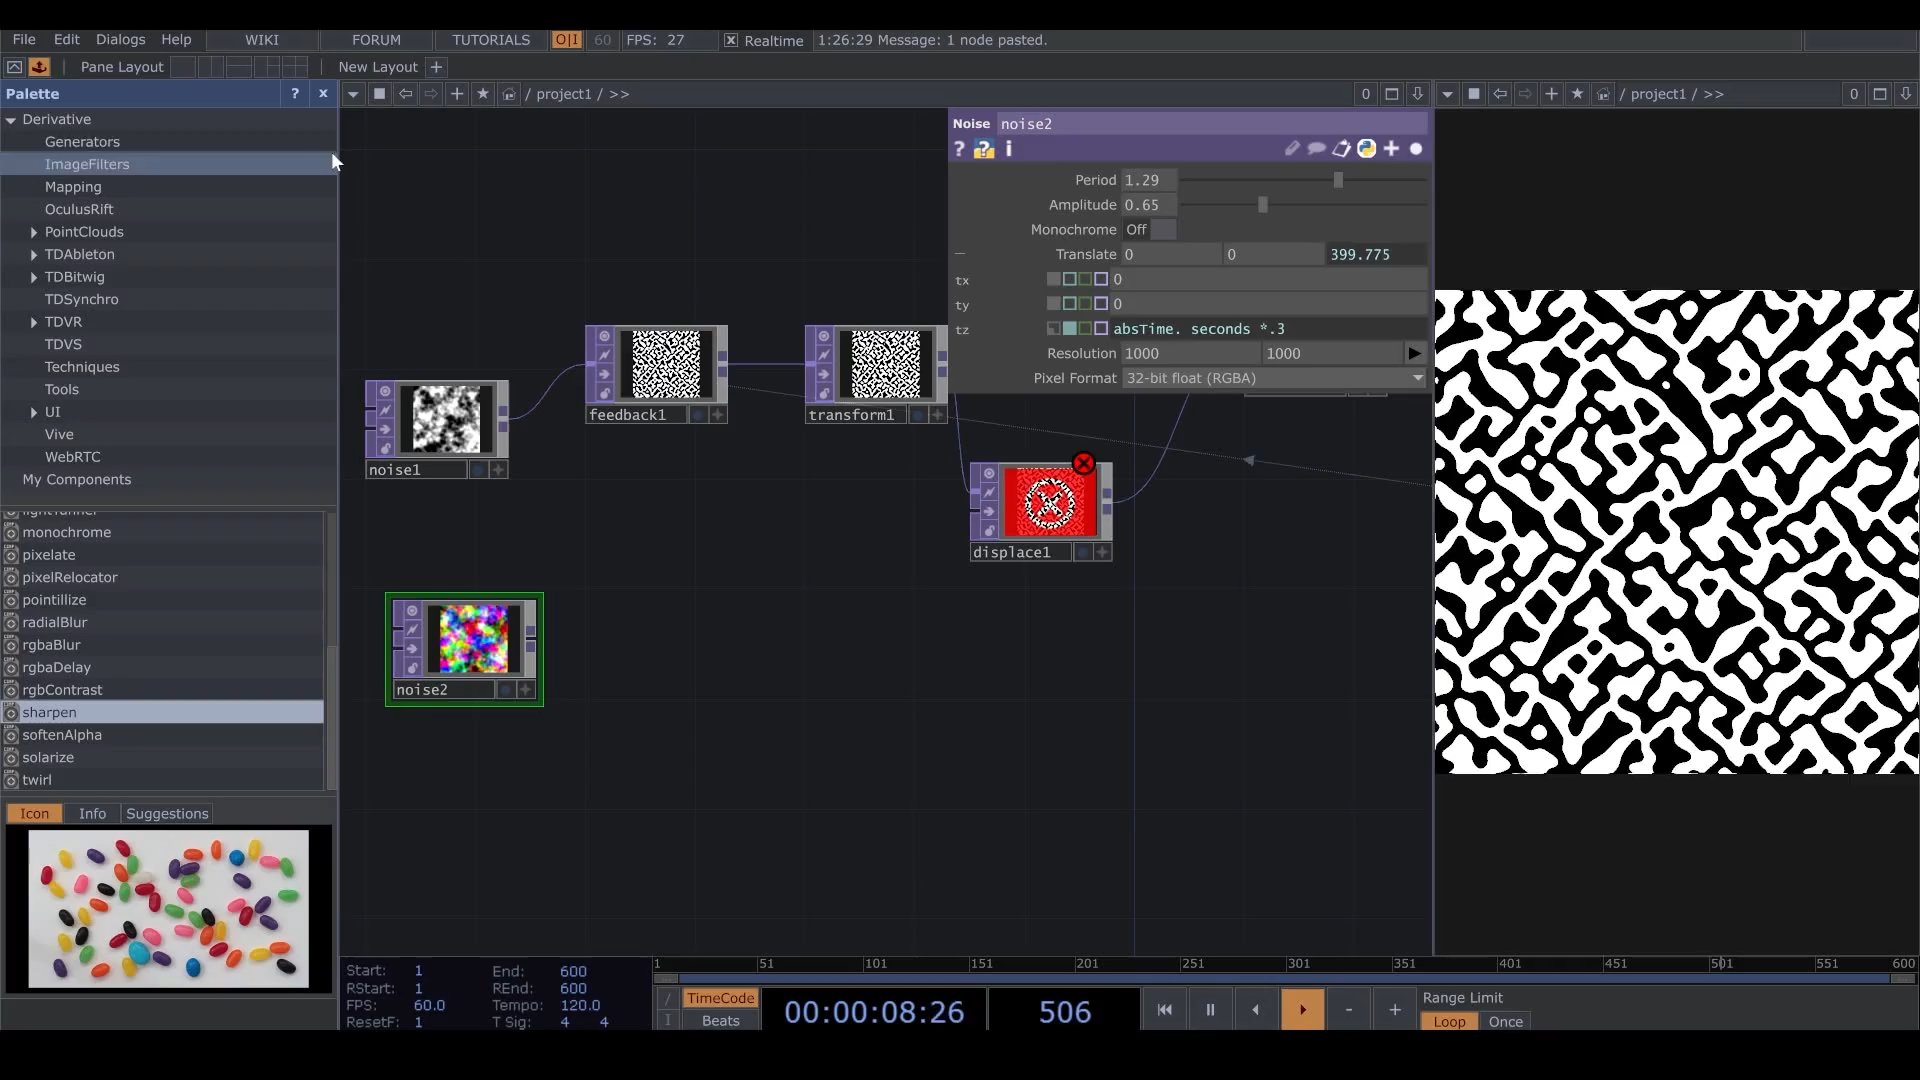 File Edit Dialogs Help WIKI FORUM TUTORIALS O|I 60 FPS: 27 Realtime 1:26:29 Message: 1 node pasted.
Pane Layout New Layout +
Palette ? x
/ project1 / >> 0
/ project1 / >> 0
Derivative
Generators
ImageFilters
Mapping
OculusRift
PointClouds
TDAbleton
TDBitwig
TDSynchro
TDVR
TDVS
Techniques
Tools
UI
Vive
WebRTC
My Components
monochrome
pixelate
pixelRelocator
pointillize
radialBlur
rgbaBlur
rgbaDelay
rgbContrast
sharpen
softenAlpha
solarize
twirl
Icon Info Suggestions
noise1
feedback1
transform1
displace1
noise2
Noise noise2
? ? i
Period 1.29
Amplitude 0.65
Monochrome Off
Translate 0 0 399.775
tx 0
ty 0
tz absTime. seconds *.3
Resolution 1000 1000
Pixel Format 32-bit float (RGBA)
Start: 1 End: 600
RStart: 1 REnd: 600
FPS: 60.0 Tempo: 120.0
ResetF: 1 T Sig: 4 4
1 51 101 151 201 251 301 351 401 451 501 551 600
/ TimeCode
I Beats
00:00:08:26 506
- +
Range Limit
Loop Once